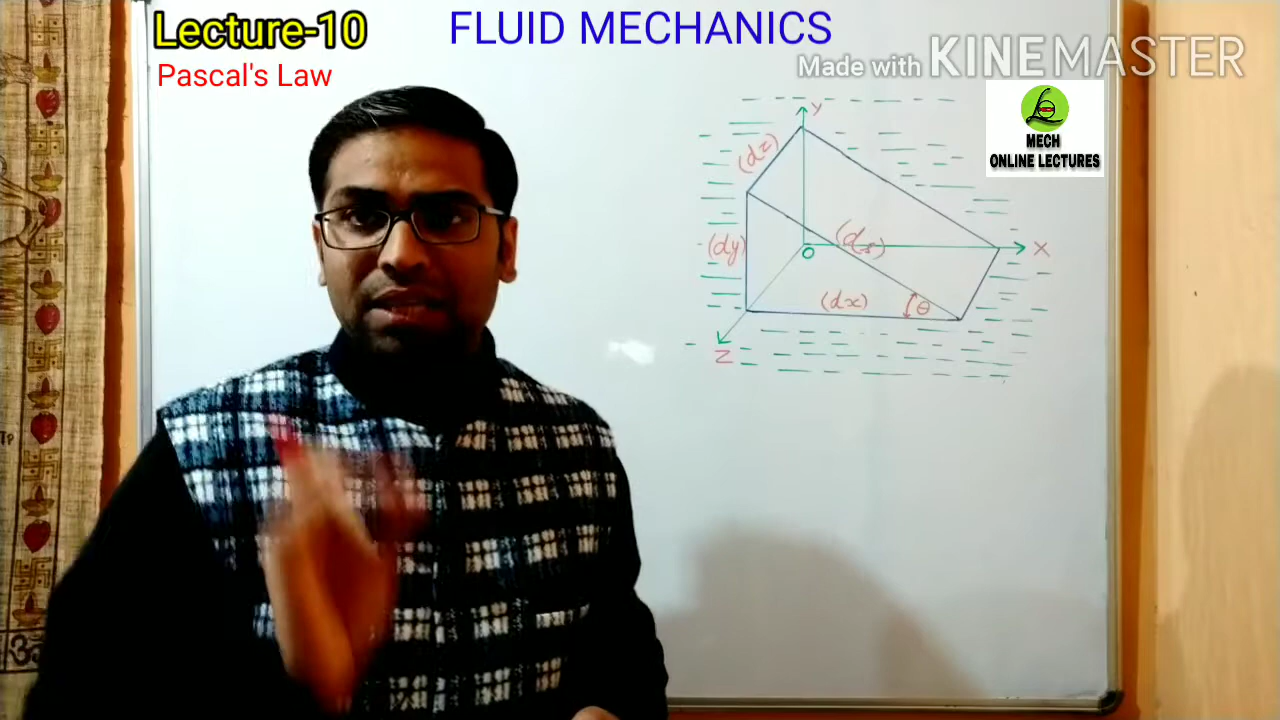 Lecture-10
FLUID MECHANICS
Pascal's Law
Made with KINEMASTER
MECH
ONLINE LECTURES
Y
(dz)
(dy)
(ds)
O
X
(dx)
θ
Z
ॐ